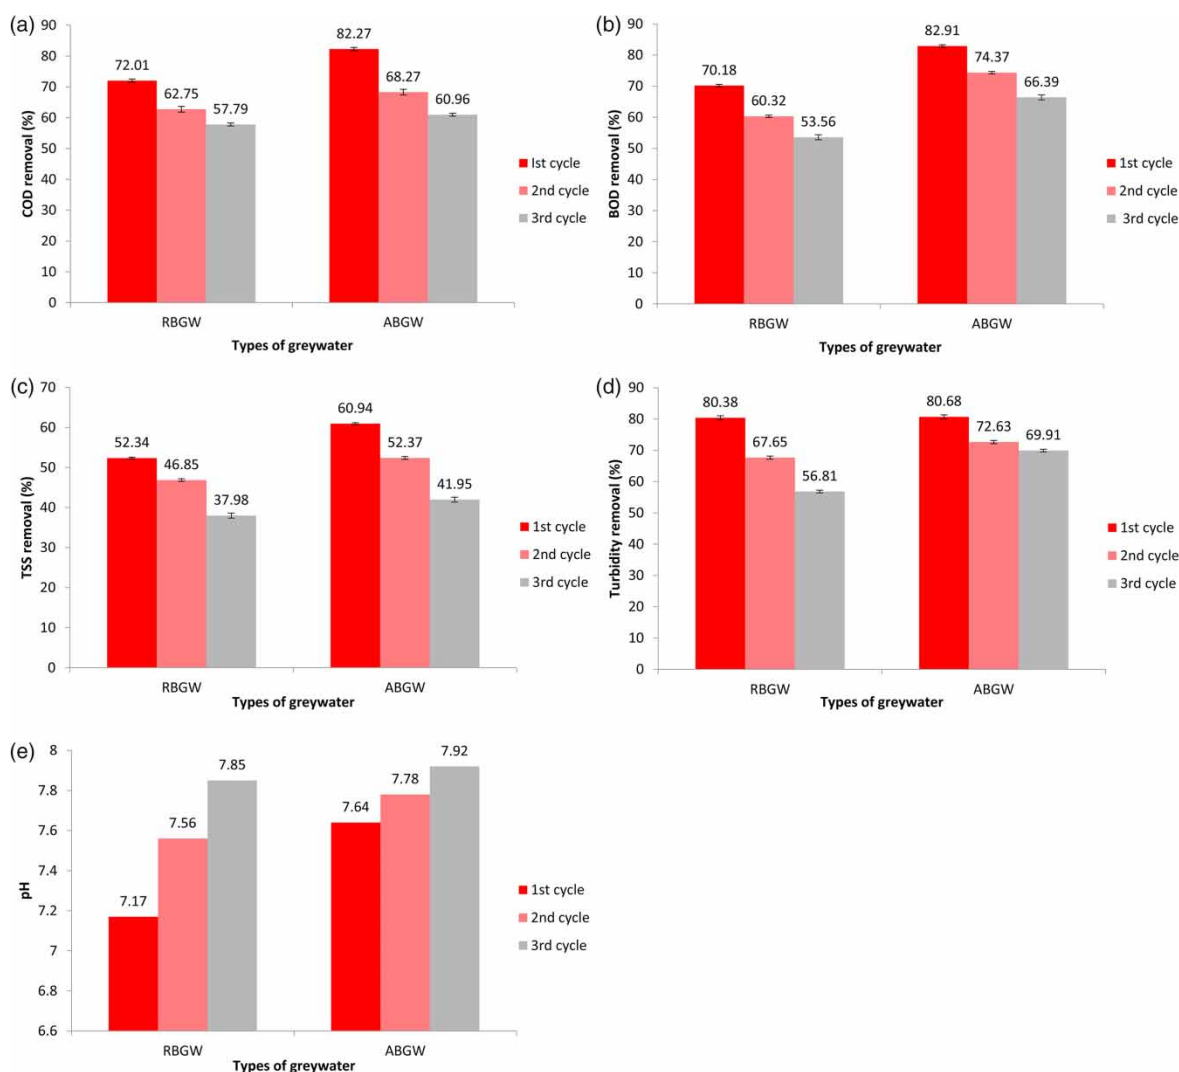 (a)
90
80
70
60
50
40
30
20
10
0
COD removal (%)
72.01
62.75
57.79
82.27
68.27
60.96
RBGW
ABGW
Types of greywater
Ist cycle
2nd cycle
3rd cycle
(b)
90
80
70
60
50
40
30
20
10
0
BOD removal (%)
70.18
60.32
53.56
82.91
74.37
66.39
RBGW
ABGW
Types of greywater
1st cycle
2nd cycle
3rd cycle
(c)
70
60
50
40
30
20
10
0
TSS removal (%)
52.34
46.85
37.98
60.94
52.37
41.95
RBGW
ABGW
Types of greywater
1st cycle
2nd cycle
3rd cycle
(d)
90
80
70
60
50
40
30
20
10
0
Turbidity removal (%)
80.38
67.65
56.81
80.68
72.63
69.91
RBGW
ABGW
Types of greywater
1st cycle
2nd cycle
3rd cycle
(e)
8
7.8
7.6
7.4
7.2
7
6.8
6.6
pH
7.17
7.56
7.85
7.64
7.78
7.92
RBGW
ABGW
Types of greywater
1st cycle
2nd cycle
3rd cycle